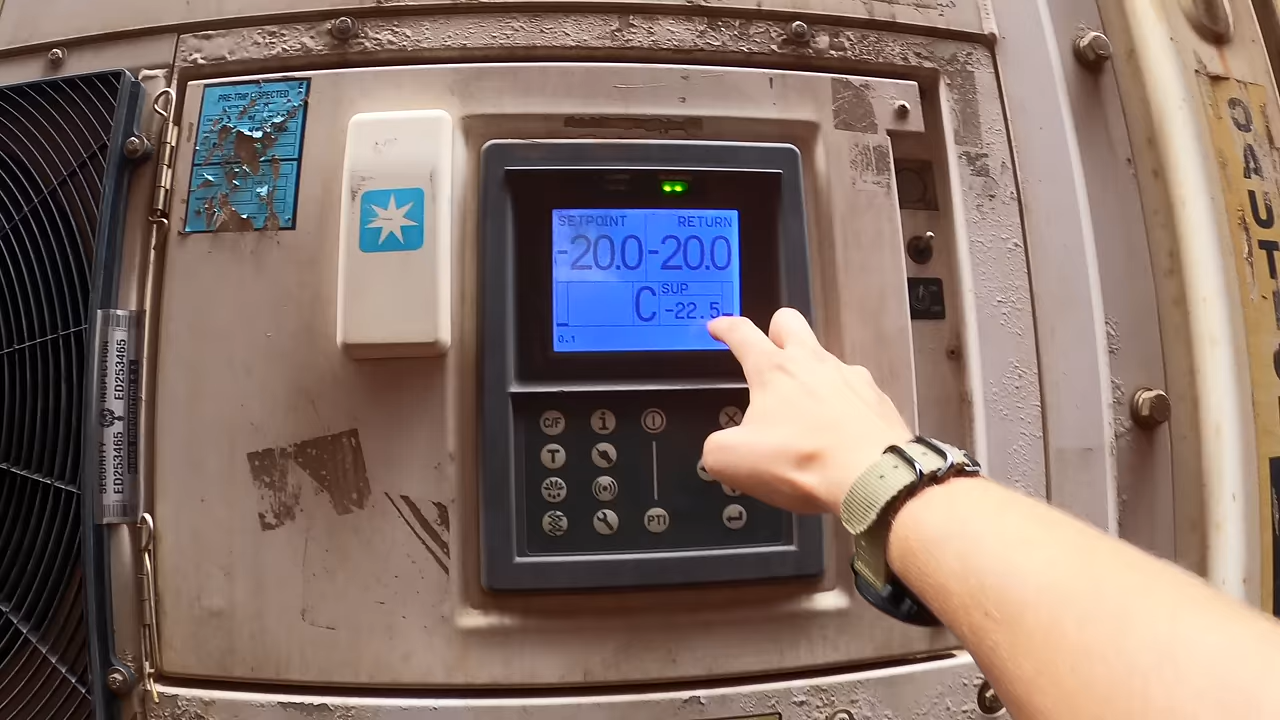 PRE-TRIP INSPECTED
SETPOINT RETURN
-20.0 -20.0
C SUP
-22.5
0.1
C/F
i
T
PTI
SECURITY INSPECTION
ED253465 ED253465
CAUT